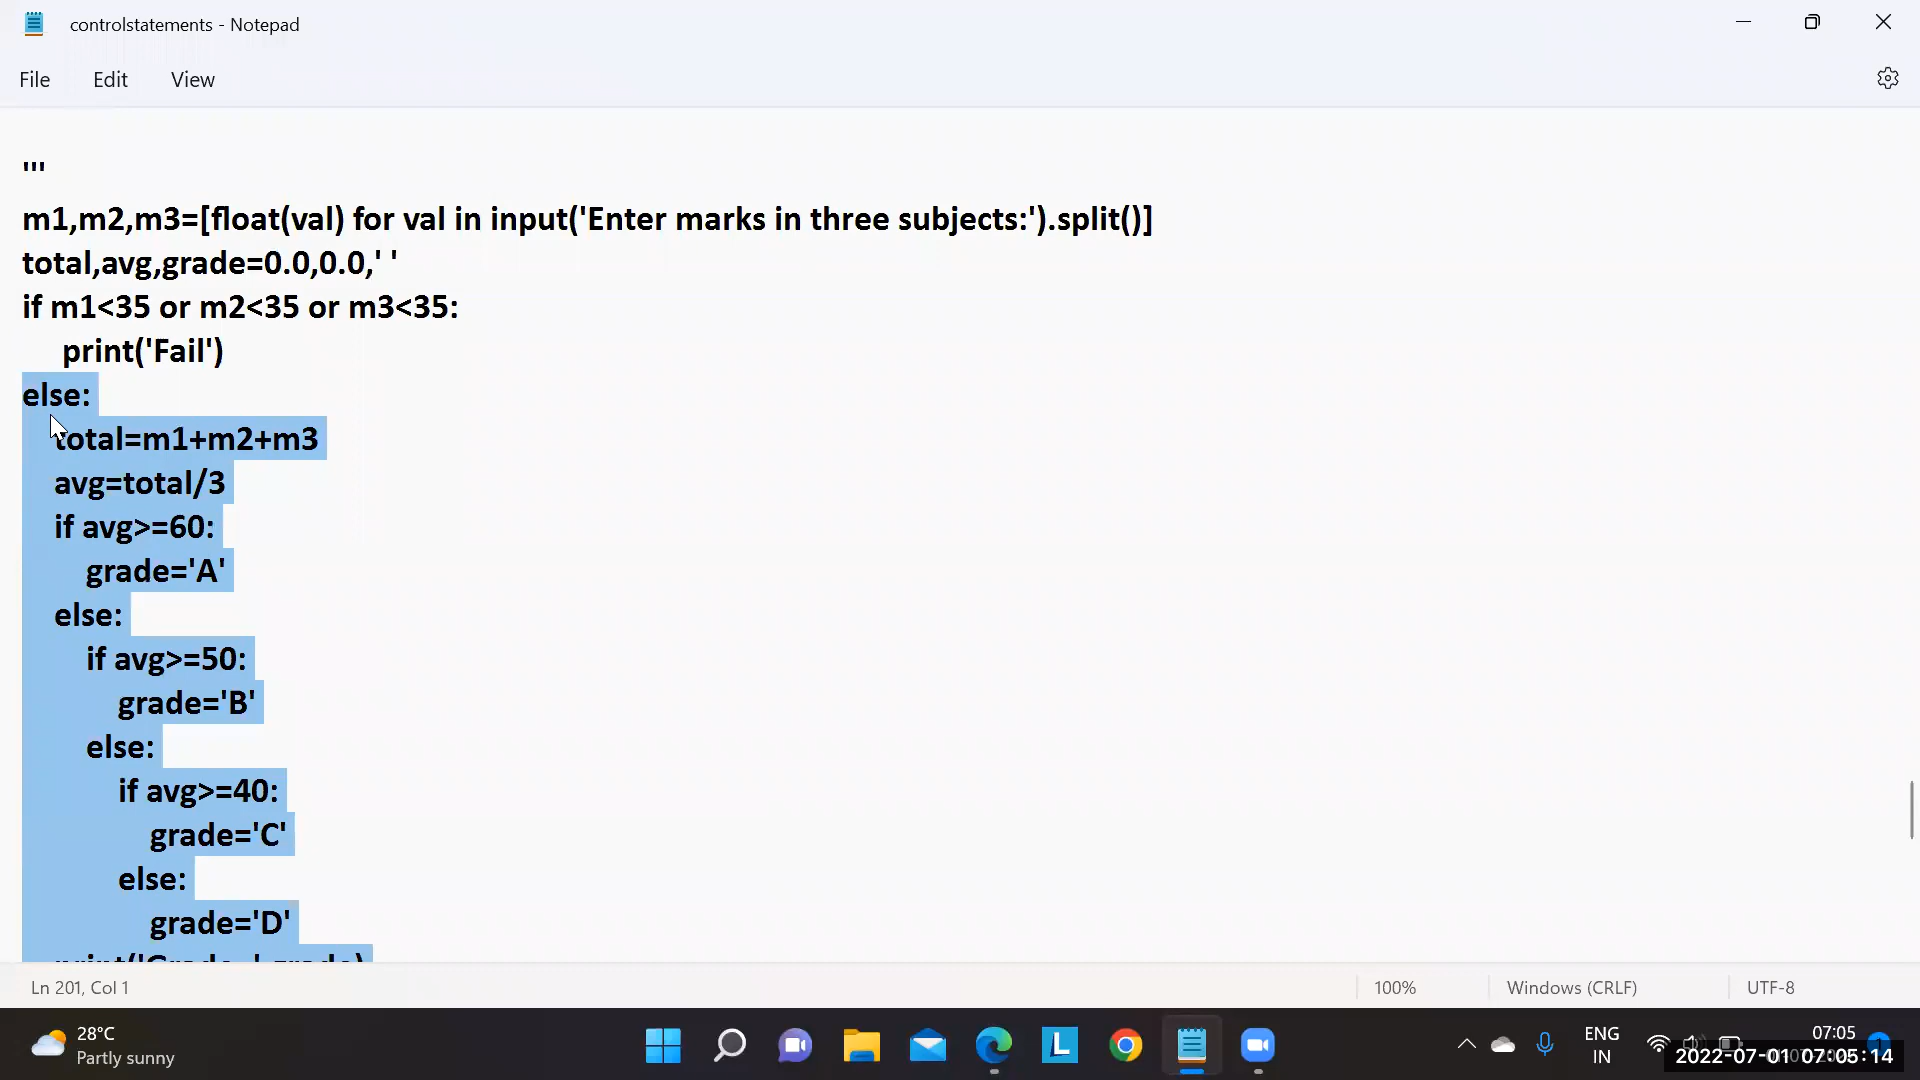 controlstatements - Notepad
File Edit View
'''
m1,m2,m3=[float(val) for val in input('Enter marks in three subjects:').split()]
total,avg,grade=0.0,0.0,' '
if m1<35 or m2<35 or m3<35:
     print('Fail')
else:
    total=m1+m2+m3
    avg=total/3
    if avg>=60:
        grade='A'
    else:
        if avg>=50:
            grade='B'
        else:
            if avg>=40:
                grade='C'
            else:
                grade='D'
Ln 201, Col 1
100%
Windows (CRLF)
UTF-8
28°C
Partly sunny
L
ENG
IN
07:05
1
2022-07-01 07:05:14